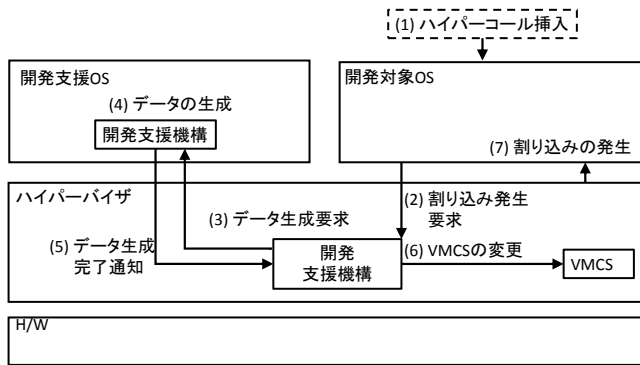 (1) ハイパーコール挿入
開発支援OS
開発対象OS
(4) データの生成
開発支援機構
(7) 割り込みの発生
ハイパーバイザ
(2) 割り込み発生
要求
(3) データ生成要求
(5) データ生成
完了通知
開発
支援機構
(6) VMCSの変更
VMCS
H/W